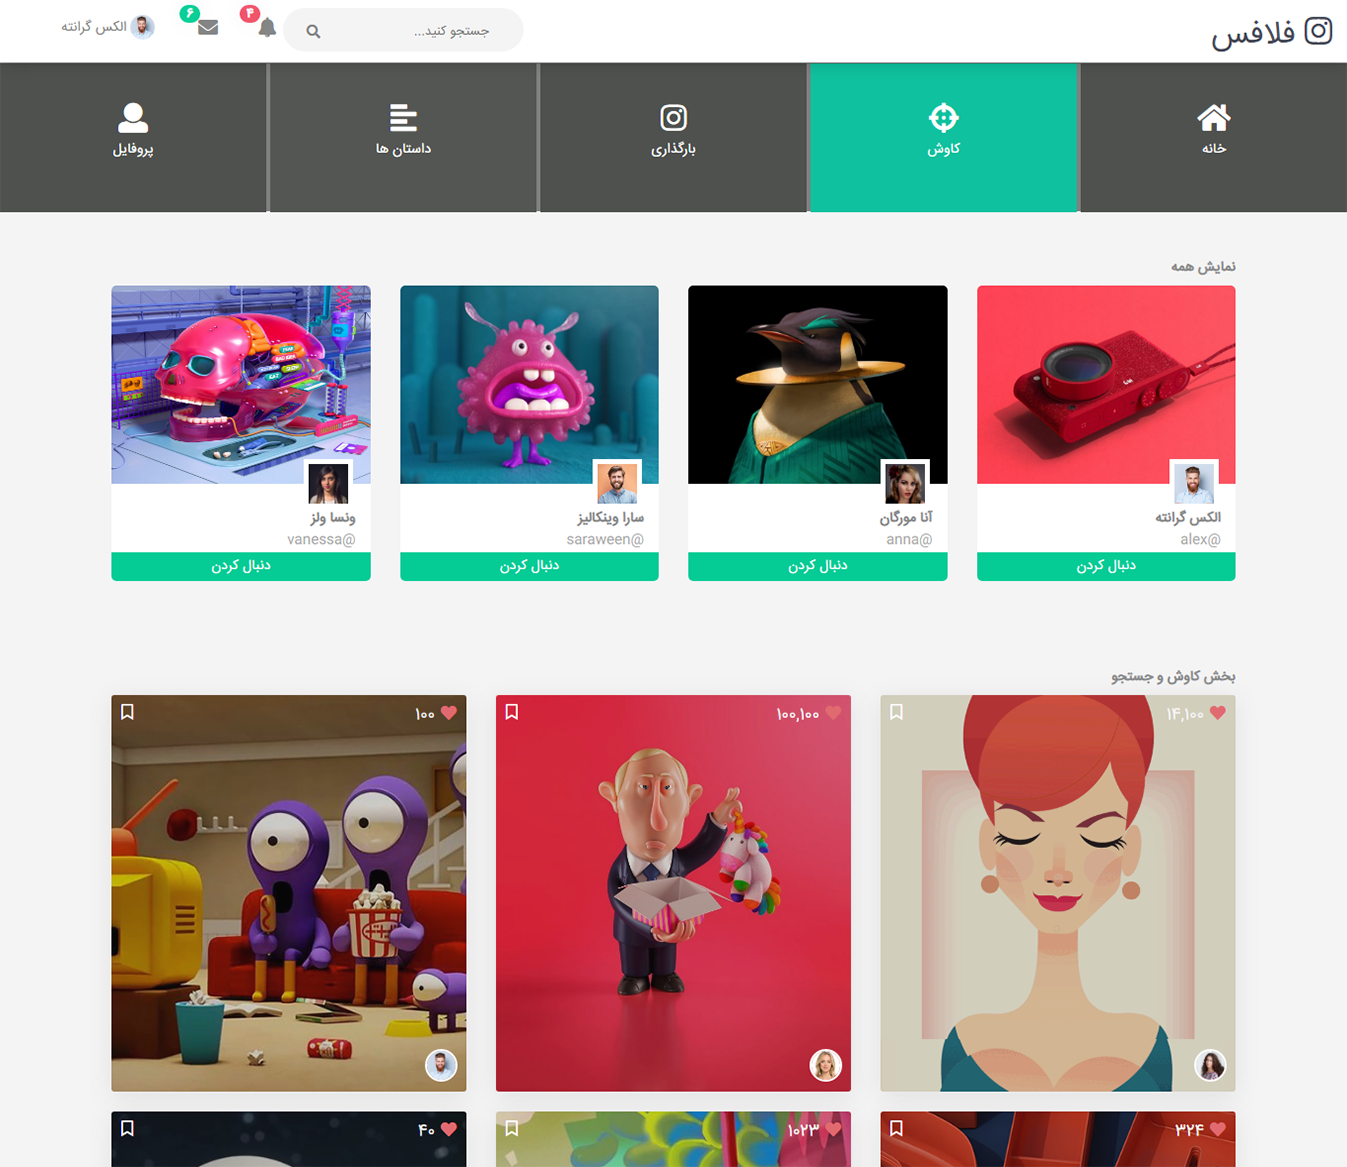 فلافس
جستجو کنید...
۴
۶
الکس گرانته
خانه
کاوش
بارگذاری
داستان ها
پروفایل
نمایش همه
الکس گرانته
@alex
دنبال کردن
آنا مورگان
@anna
دنبال کردن
سارا وینکالیز
@saraween
دنبال کردن
ونسا ولز
@vanessa
دنبال کردن
بخش کاوش و جستجو
۱۴,۱۰۰
۱۰۰,۱۰۰
۱۰۰
۳۲۴
۱۰۲۳
۴۰